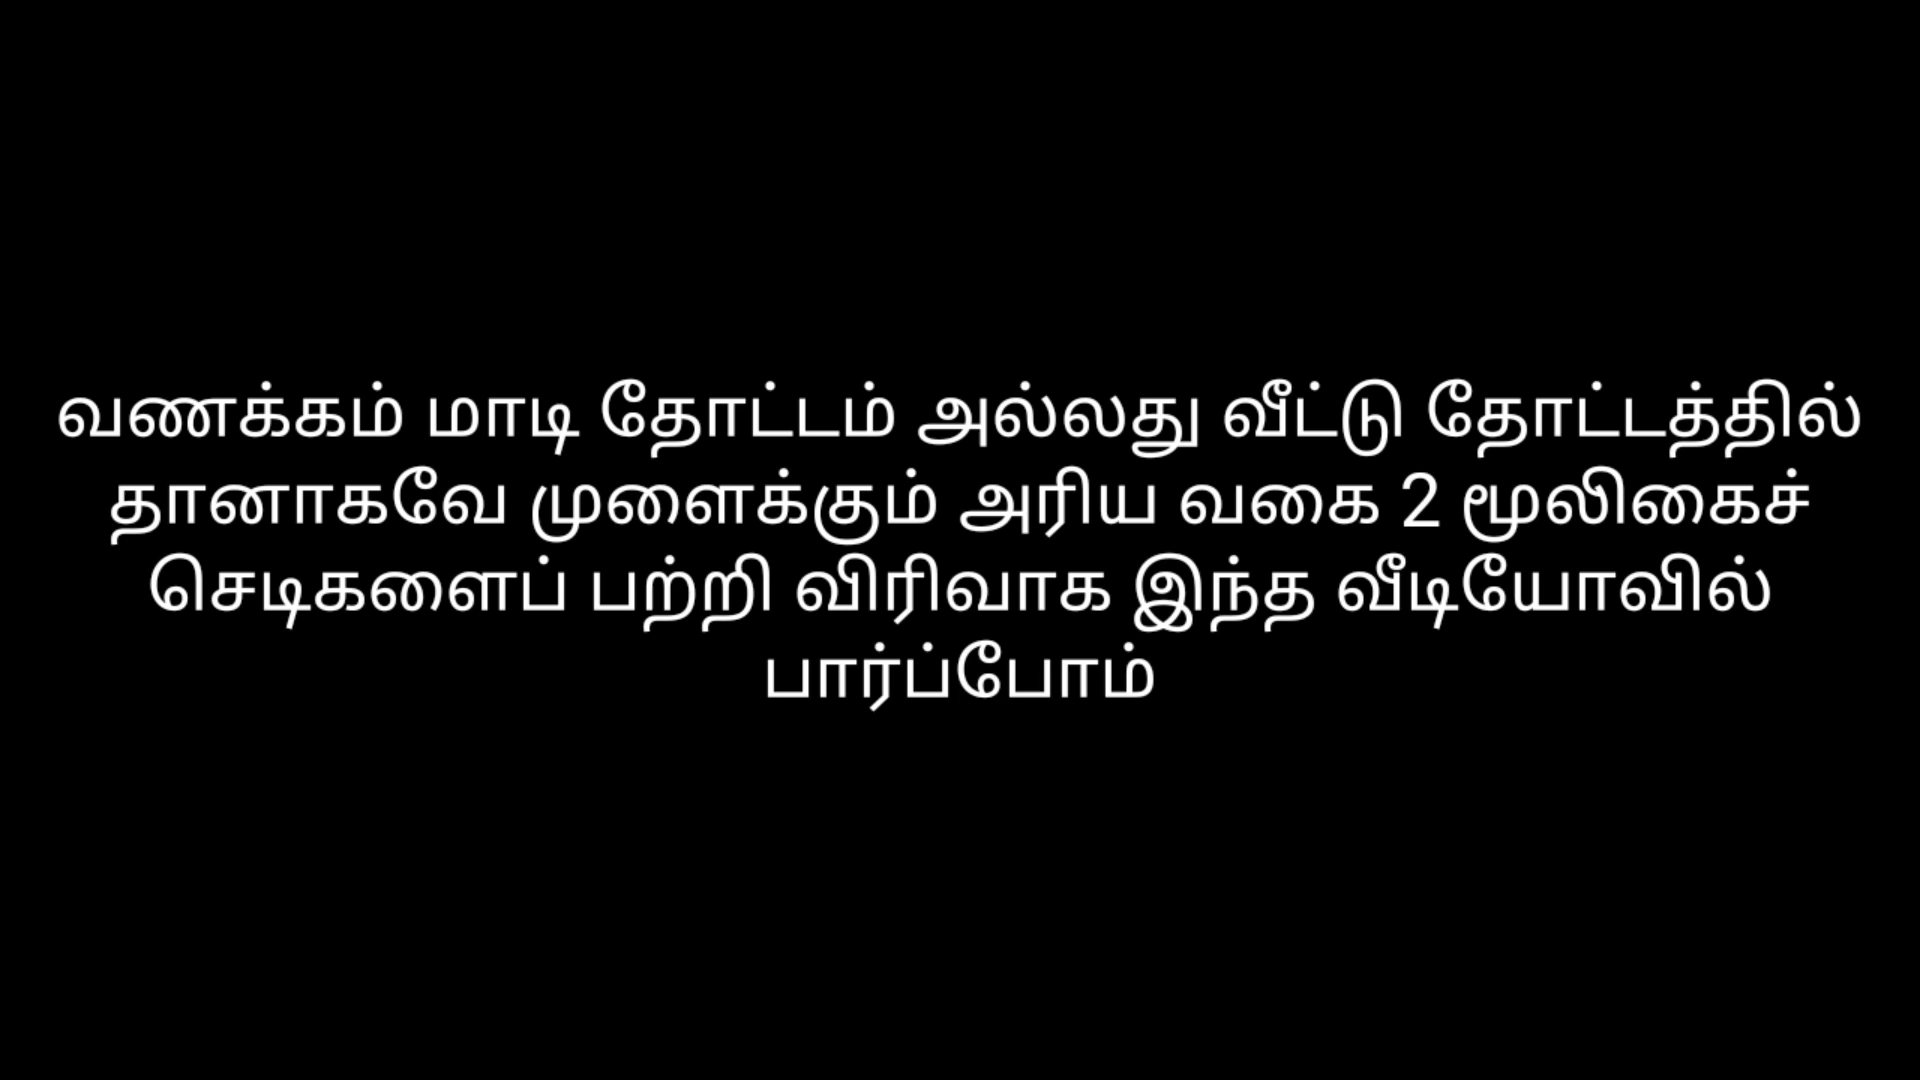 வணக்கம் மாடி தோட்டம் அல்லது வீட்டு தோட்டத்தில்
தானாகவே முளைக்கும் அரிய வகை 2 மூலிகைச்
செடிகளைப் பற்றி விரிவாக இந்த வீடியோவில்
பார்ப்போம்